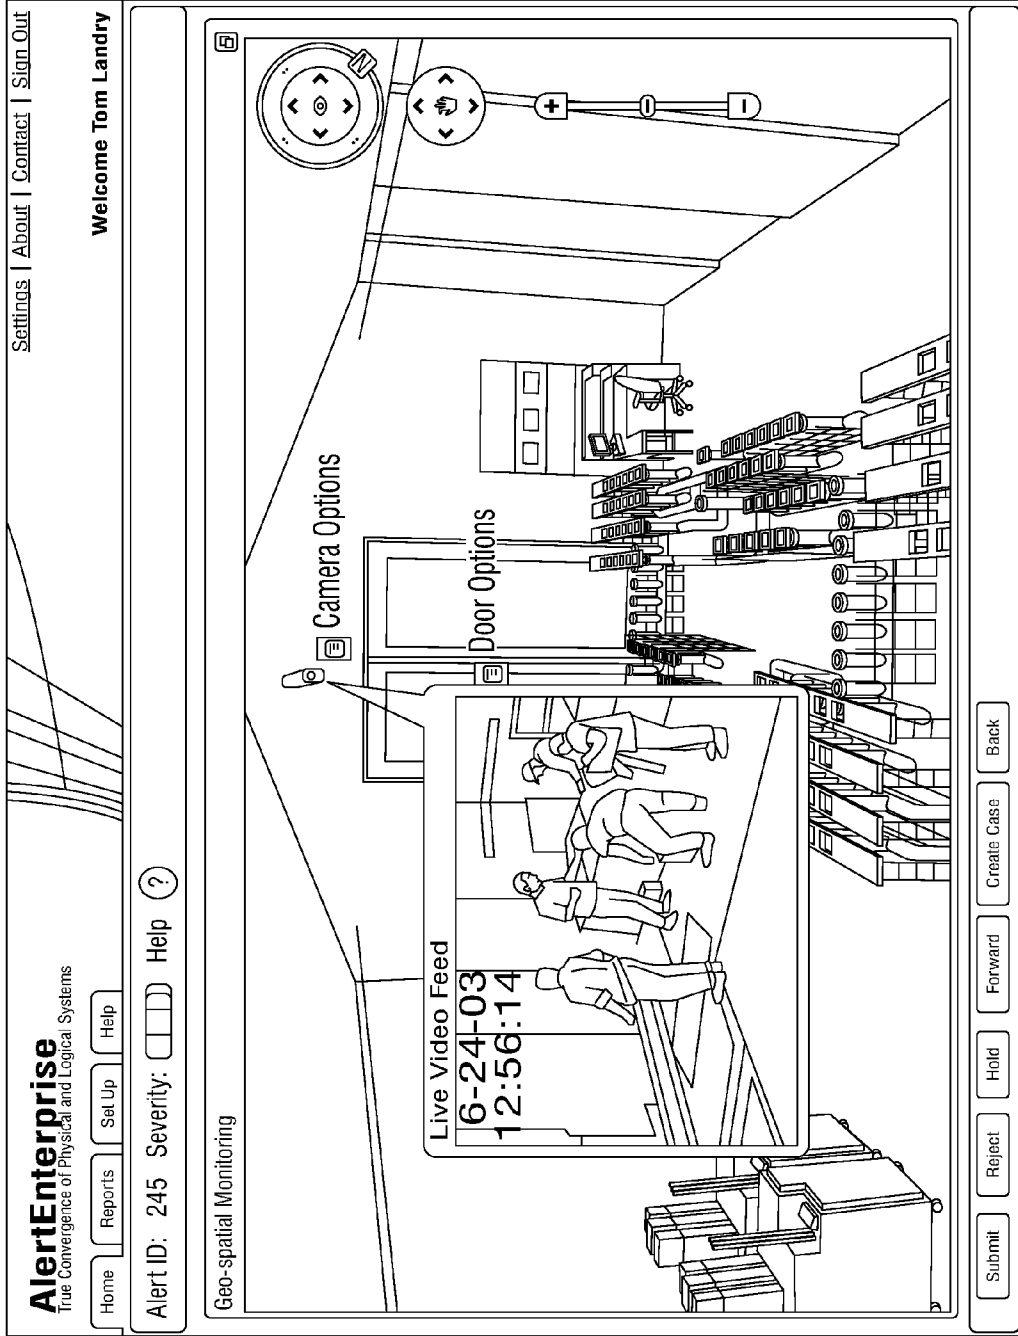 Settings | About | Contact | Sign Out
AlertEnterprise
True Convergence of Physical and Logical Systems
Welcome Tom Landry
Home Reports Set Up Help
Alert ID: 245 Severity: Help ?
Geo-spatial Monitoring
N
Camera Options
Door Options
Live Video Feed
6-24-03
12:56:14
Submit Reject Hold Forward Create Case Back